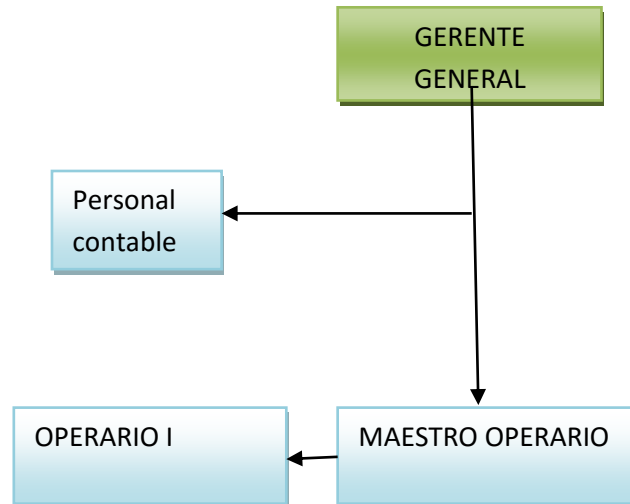 GERENTE
GENERAL
Personal
contable
OPERARIO I
MAESTRO OPERARIO